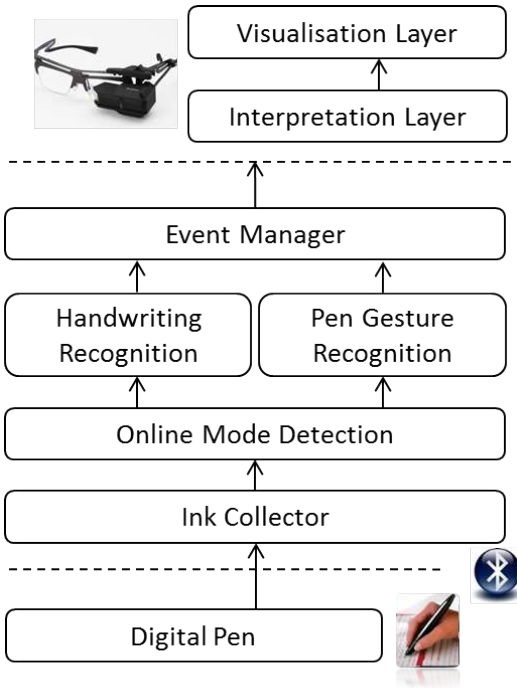 Visualisation Layer
Interpretation Layer
Event Manager
Handwriting
Recognition
Pen Gesture
Recognition
Online Mode Detection
Ink Collector
Digital Pen